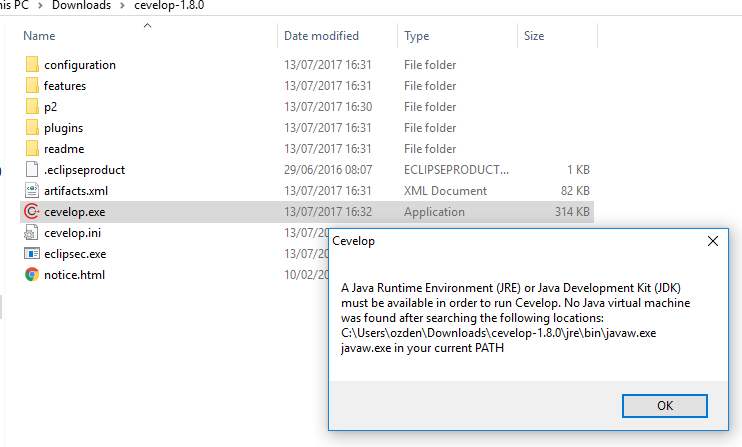 his PC > Downloads > cevelop-1.8.0
Name Date modified Type Size
configuration 13/07/2017 16:31 File folder
features 13/07/2017 16:31 File folder
p2 13/07/2017 16:30 File folder
plugins 13/07/2017 16:31 File folder
readme 13/07/2017 16:31 File folder
.eclipseproduct 29/06/2016 08:07 ECLIPSEPRODUCT... 1 KB
artifacts.xml 13/07/2017 16:31 XML Document 82 KB
cevelop.exe 13/07/2017 16:32 Application 314 KB
cevelop.ini 13/07/20
eclipsec.exe 13/07/20
notice.html 10/02/20
Cevelop
A Java Runtime Environment (JRE) or Java Development Kit (JDK)
must be available in order to run Cevelop. No Java virtual machine
was found after searching the following locations:
C:\Users\ozden\Downloads\cevelop-1.8.0\jre\bin\javaw.exe
javaw.exe in your current PATH
OK